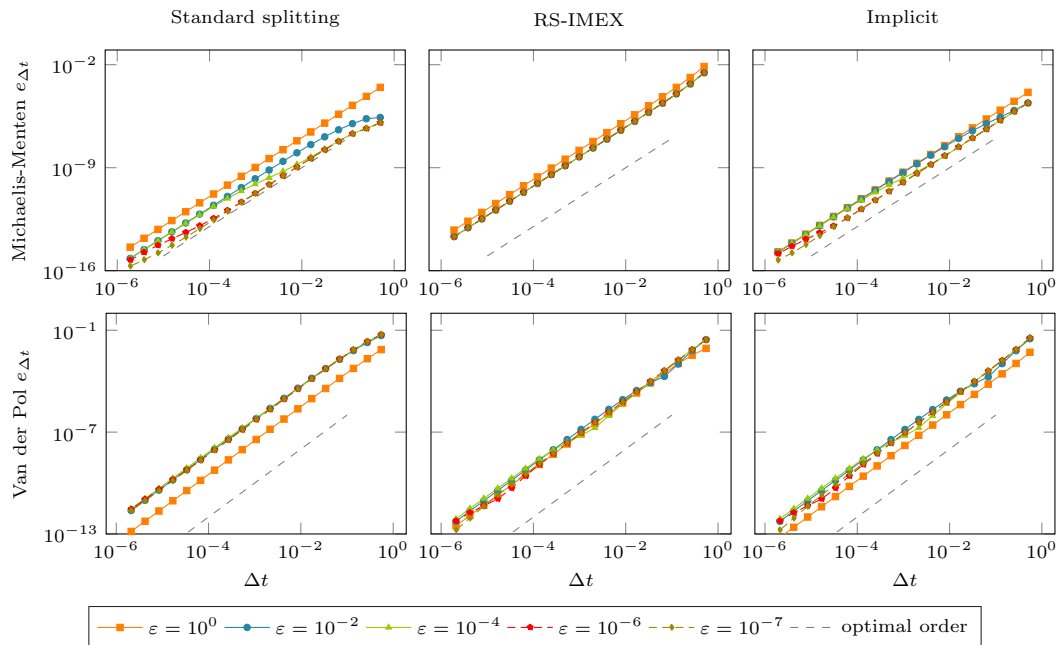 Standard splitting
RS-IMEX
Implicit
Michaelis-Menten e_{Δt}
10^{-2}
10^{-9}
10^{-16}
10^{-6} 10^{-4} 10^{-2} 10^{0}
10^{-6} 10^{-4} 10^{-2} 10^{0}
10^{-6} 10^{-4} 10^{-2} 10^{0}
Van der Pol e_{Δt}
10^{-1}
10^{-7}
10^{-13}
10^{-6} 10^{-4} 10^{-2} 10^{0}
10^{-6} 10^{-4} 10^{-2} 10^{0}
10^{-6} 10^{-4} 10^{-2} 10^{0}
Δt
Δt
Δt
ε = 10^{0} ε = 10^{-2} ε = 10^{-4} ε = 10^{-6} ε = 10^{-7} optimal order